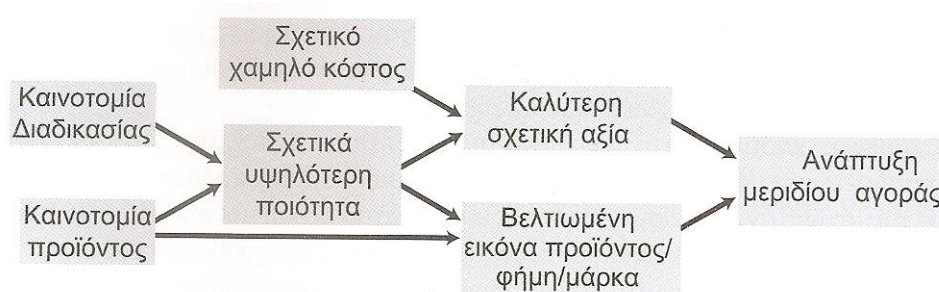 Σχετικό
χαμηλό κόστος
Καινοτομία
Διαδικασίας
Σχετικά
υψηλότερη
ποιότητα
Καλύτερη
σχετική αξία
Ανάπτυξη
μεριδίου αγοράς
Καινοτομία
προϊόντος
Βελτιωμένη
εικόνα προϊόντος/
φήμη/μάρκα